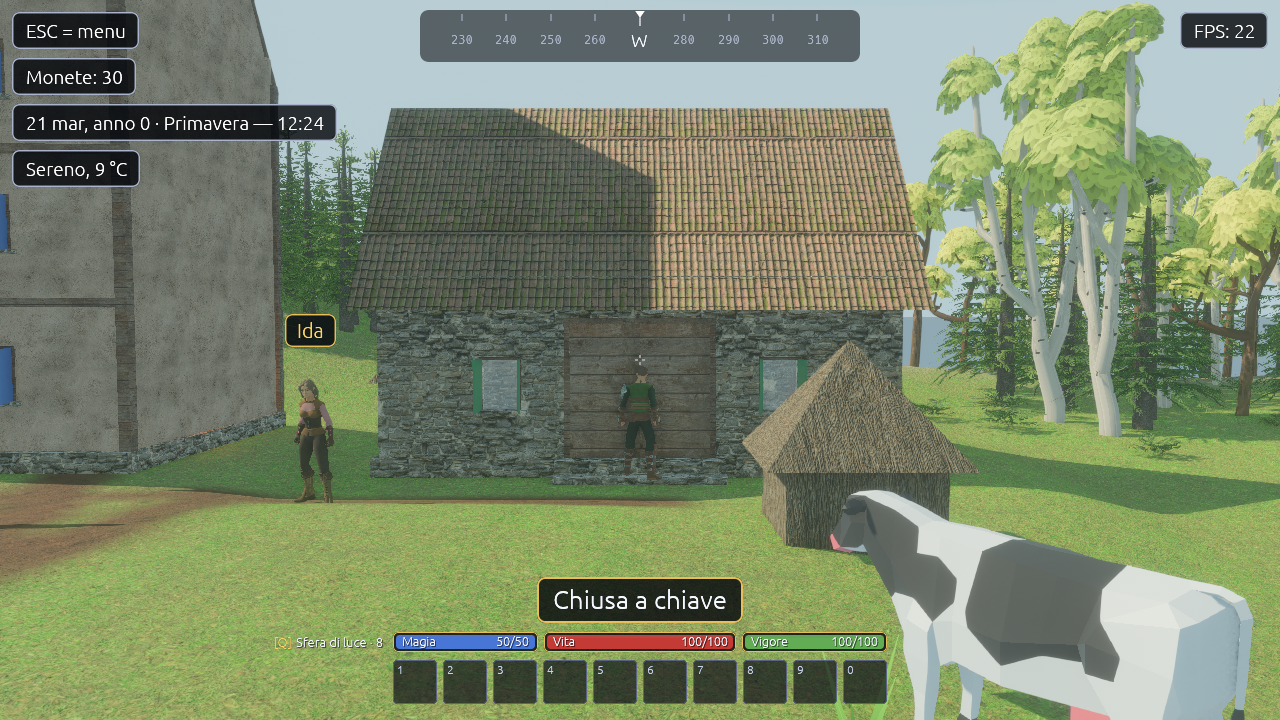 ESC = menu
Monete: 30
21 mar, anno 0 · Primavera — 12:24
Sereno, 9 °C
230 240 250 260 W 280 290 300 310
FPS: 22
Ida
Chiusa a chiave
Sfera di luce 8
Magia 50/50
Vita 100/100
Vigore 100/100
1 2 3 4 5 6 7 8 9 0